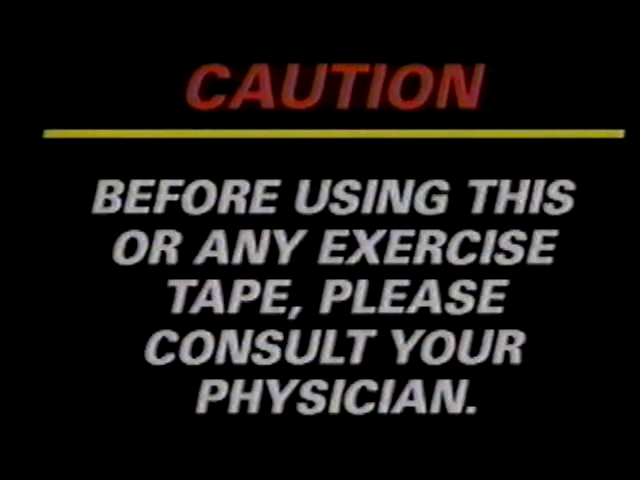 CAUTION
BEFORE USING THIS
OR ANY EXERCISE
TAPE, PLEASE
CONSULT YOUR
PHYSICIAN.